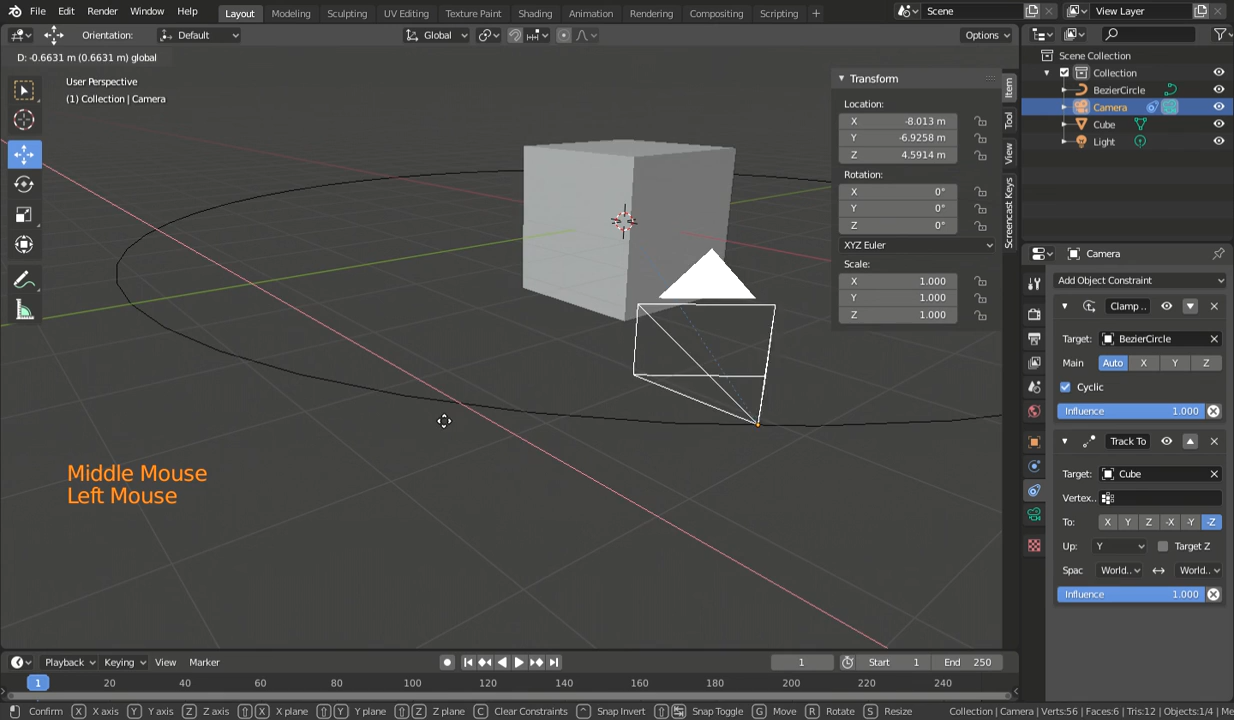 File Edit Render Window Help Layout Modeling Sculpting UV Editing Texture Paint Shading Animation Rendering Compositing Scripting + Scene View Layer
Orientation: Default Global Options
D: -0.6631 m (0.6631 m) global
User Perspective
(1) Collection | Camera
Transform
Location:
X -8.013 m
Y -6.9258 m
Z 4.5914 m
Rotation:
X 0°
Y 0°
Z 0°
XYZ Euler
Scale:
X 1.000
Y 1.000
Z 1.000
Item
Tool
View
Screencast Keys
Scene Collection
Collection
BezierCircle
Camera
Cube
Light
Camera
Add Object Constraint
Clamp ..
Target: BezierCircle
Main Auto X Y Z
Cyclic
Influence 1.000
Track To
Target: Cube
Vertex..
To: X Y Z -X -Y -Z
Up: Y Target Z
Spac World.. World..
Influence 1.000
Middle Mouse
Left Mouse
Playback Keying View Marker 1 Start 1 End 250
1 20 40 60 80 100 120 140 160 180 200 220 240
Confirm X X axis Y Y axis Z Z axis X X plane Y Y plane Z Z plane C Clear Constraints Snap Invert Snap Toggle G Move R Rotate S Resize Collection | Camera | Verts:56 | Faces:6 | Tris:12 | Objects:1/4 | Me